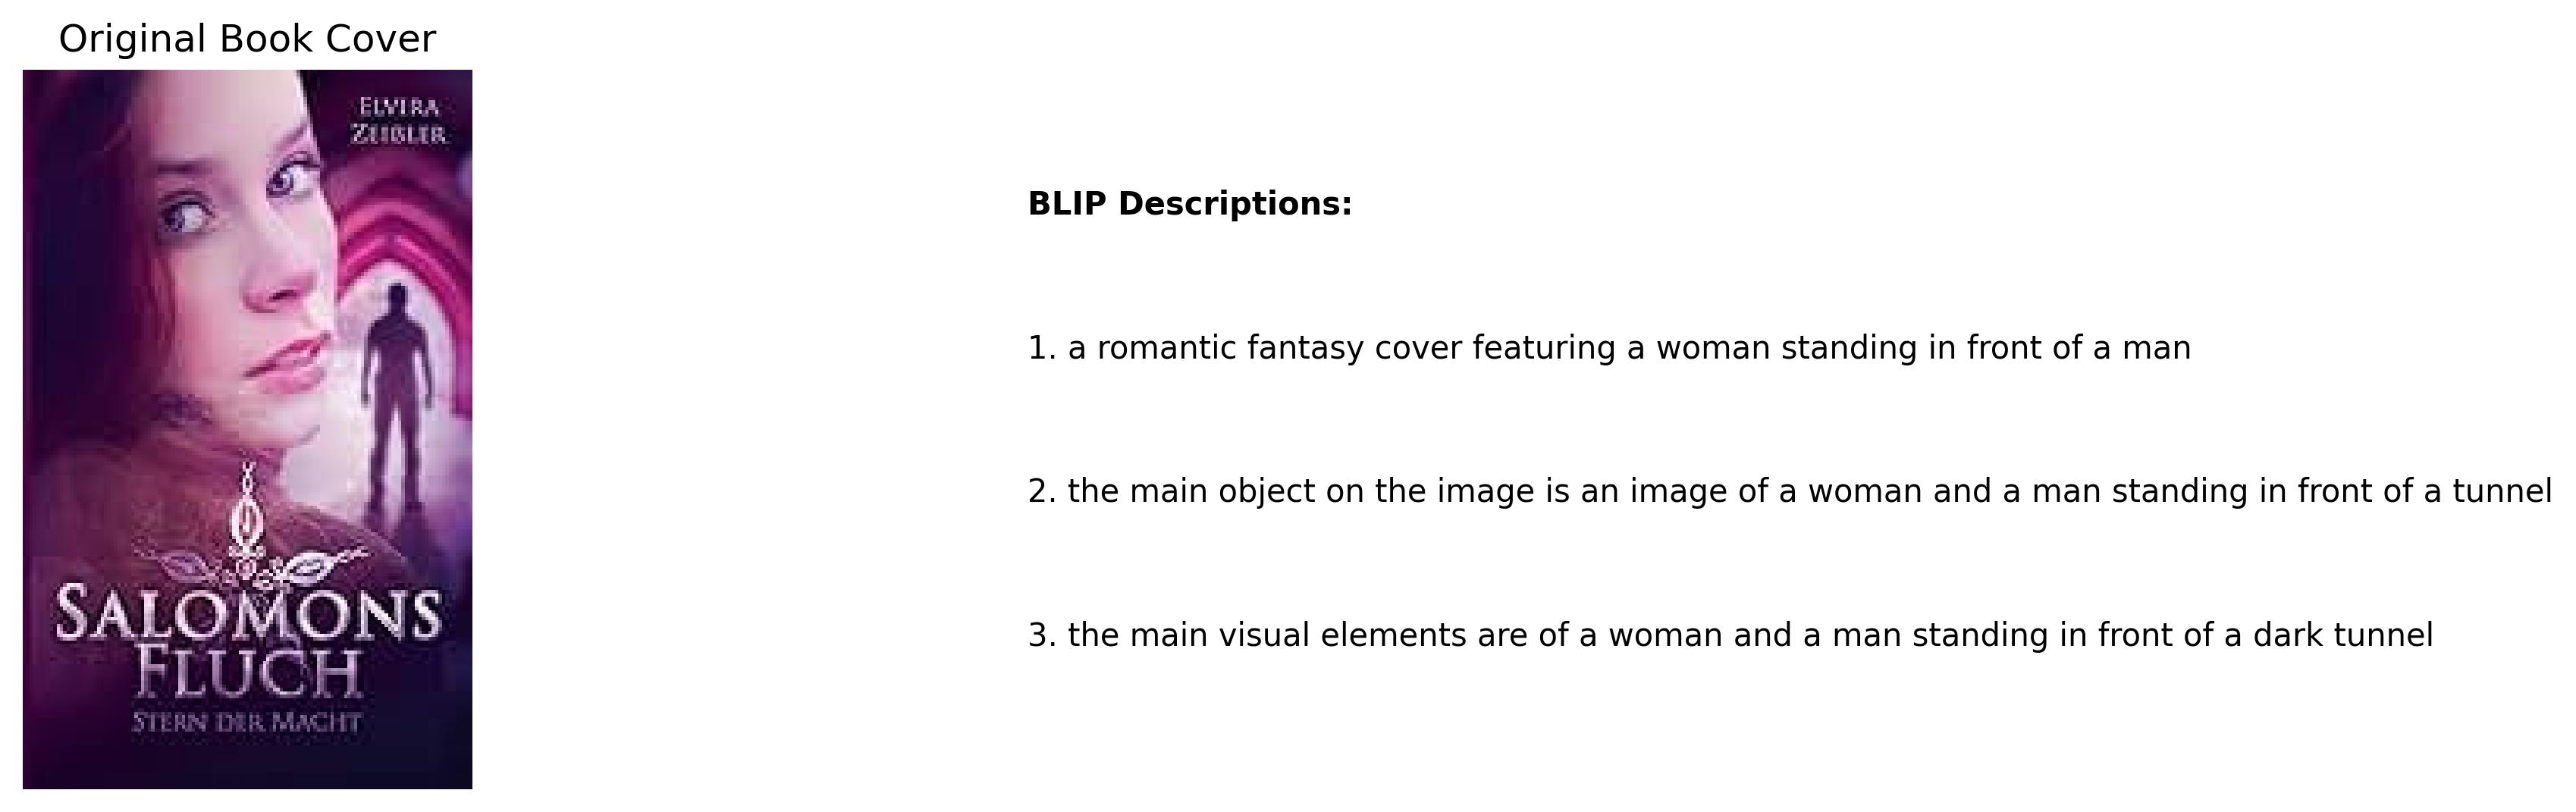 Original Book Cover
ELVIRA
ZEIßLER
SALOMONS
FLUCH
STERN DER MACHT
BLIP Descriptions:
1. a romantic fantasy cover featuring a woman standing in front of a man
2. the main object on the image is an image of a woman and a man standing in front of a tunnel
3. the main visual elements are of a woman and a man standing in front of a dark tunnel